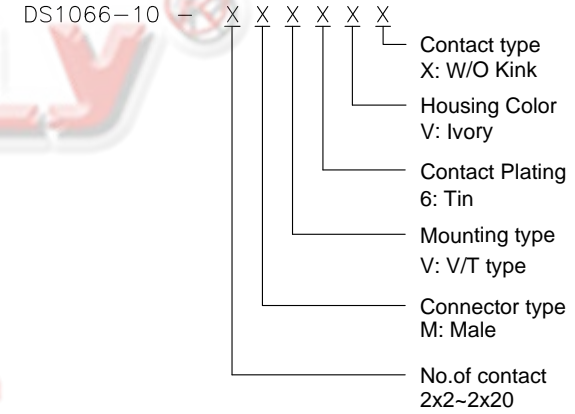 DS1066-10 - X X X X X X
Contact type
X: W/O Kink
Housing Color
V: Ivory
Contact Plating
6: Tin
Mounting type
V: V/T type
Connector type
M: Male
No.of contact
2x2~2x20